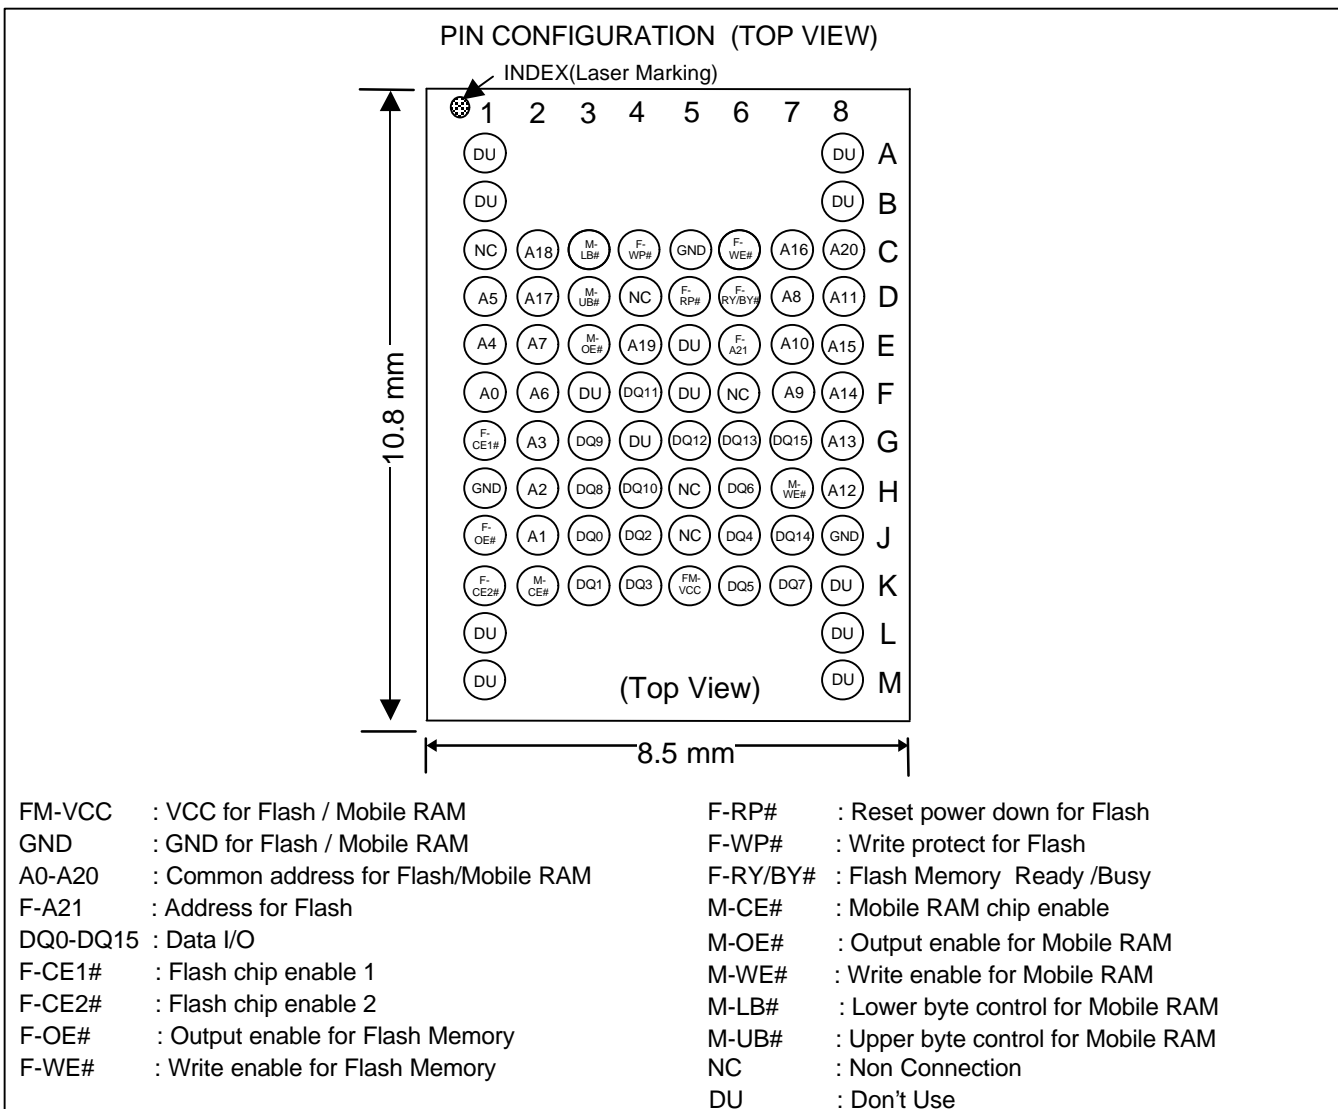 PIN CONFIGURATION (TOP VIEW)
INDEX(Laser Marking)
1 2 3 4 5 6 7 8
DU DU A
DU DU B
NC A18 M-LB# F-WP# GND F-WE# A16 A20 C
A5 A17 M-UB# NC F-RP# F-RY/BY# A8 A11 D
A4 A7 M-OE# A19 DU F-A21 A10 A15 E
A0 A6 DU DQ11 DU NC A9 A14 F
F-CE1# A3 DQ9 DU DQ12 DQ13 DQ15 A13 G
GND A2 DQ8 DQ10 NC DQ6 M-WE# A12 H
F-OE# A1 DQ0 DQ2 NC DQ4 DQ14 GND J
F-CE2# M-CE# DQ1 DQ3 FM-VCC DQ5 DQ7 DU K
DU DU L
DU (Top View) DU M
10.8 mm
8.5 mm
FM-VCC : VCC for Flash / Mobile RAM
GND : GND for Flash / Mobile RAM
A0-A20 : Common address for Flash/Mobile RAM
F-A21 : Address for Flash
DQ0-DQ15 : Data I/O
F-CE1# : Flash chip enable 1
F-CE2# : Flash chip enable 2
F-OE# : Output enable for Flash Memory
F-WE# : Write enable for Flash Memory
F-RP# : Reset power down for Flash
F-WP# : Write protect for Flash
F-RY/BY# : Flash Memory Ready /Busy
M-CE# : Mobile RAM chip enable
M-OE# : Output enable for Mobile RAM
M-WE# : Write enable for Mobile RAM
M-LB# : Lower byte control for Mobile RAM
M-UB# : Upper byte control for Mobile RAM
NC : Non Connection
DU : Don't Use